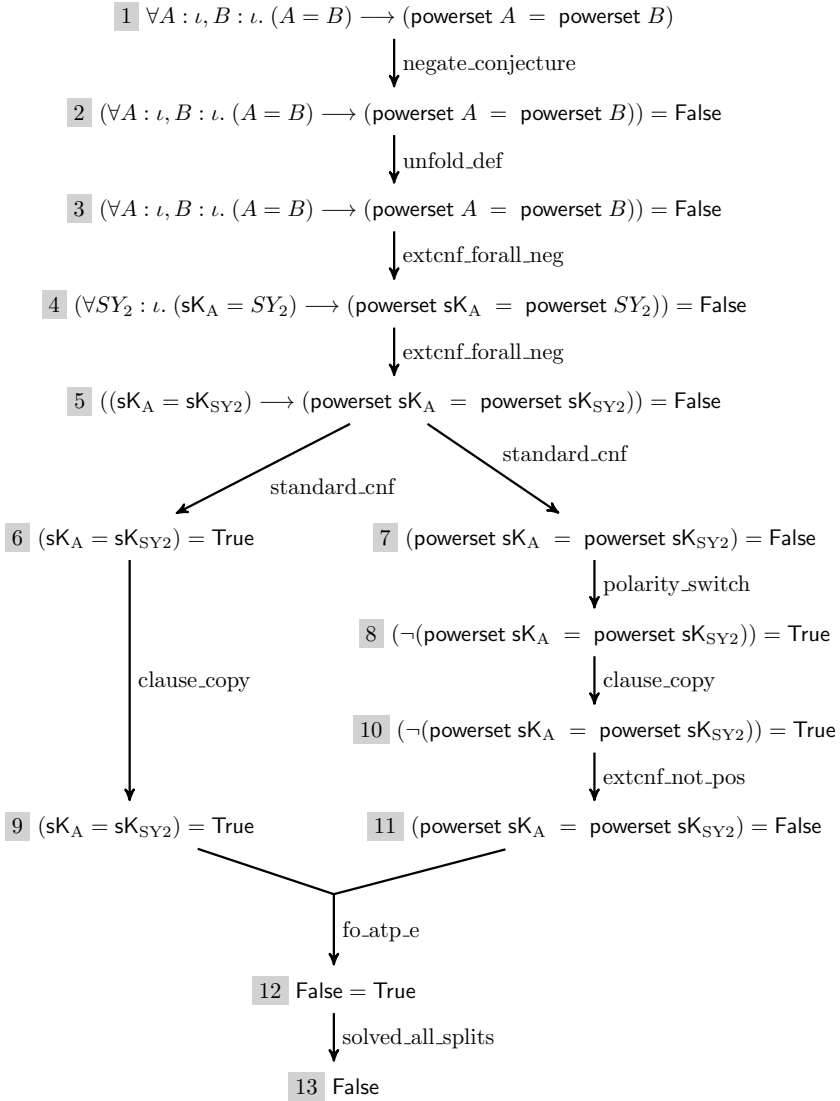 1 ∀A : ι, B : ι. (A = B) ⟶ (powerset A = powerset B)
negate_conjecture
2 (∀A : ι, B : ι. (A = B) ⟶ (powerset A = powerset B)) = False
unfold_def
3 (∀A : ι, B : ι. (A = B) ⟶ (powerset A = powerset B)) = False
extcnf_forall_neg
4 (∀SY₂ : ι. (sK_A = SY₂) ⟶ (powerset sK_A = powerset SY₂)) = False
extcnf_forall_neg
5 ((sK_A = sK_SY2) ⟶ (powerset sK_A = powerset sK_SY2)) = False
standard_cnf
standard_cnf
6 (sK_A = sK_SY2) = True
7 (powerset sK_A = powerset sK_SY2) = False
polarity_switch
8 (¬(powerset sK_A = powerset sK_SY2)) = True
clause_copy
clause_copy
10 (¬(powerset sK_A = powerset sK_SY2)) = True
extcnf_not_pos
9 (sK_A = sK_SY2) = True
11 (powerset sK_A = powerset sK_SY2) = False
fo_atp_e
12 False = True
solved_all_splits
13 False